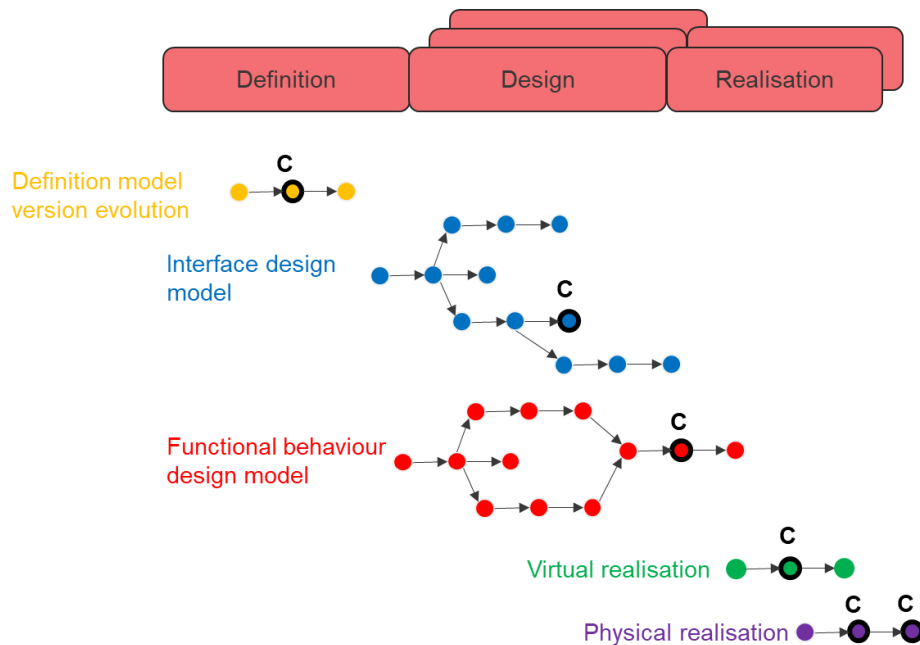 Definition
Design
Realisation
C
Definition model
version evolution
Interface design
model
C
C
Functional behaviour
design model
C
Virtual realisation
C
C
Physical realisation